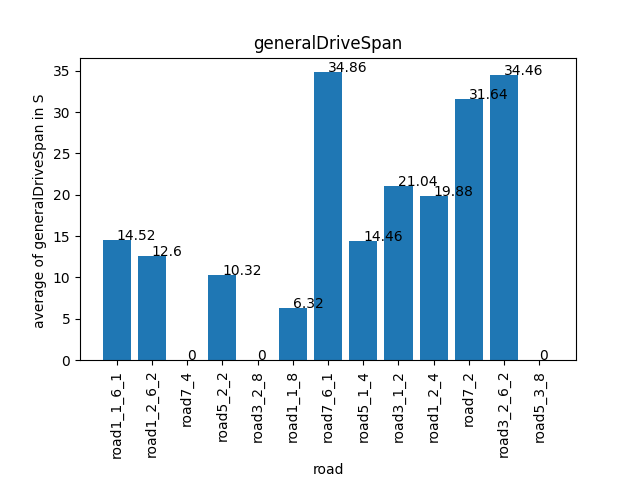 generalDriveSpan
average of generalDriveSpan in S
35
30
25
20
15
10
5
0
14.52
12.6
0
10.32
0
6.32
34.86
14.46
21.04
19.88
31.64
34.46
0
road1_1_6_1
road1_2_6_2
road7_4
road5_2_2
road3_2_8
road1_1_8
road7_6_1
road5_1_4
road3_1_2
road1_2_4
road7_2
road3_2_6_2
road5_3_8
road